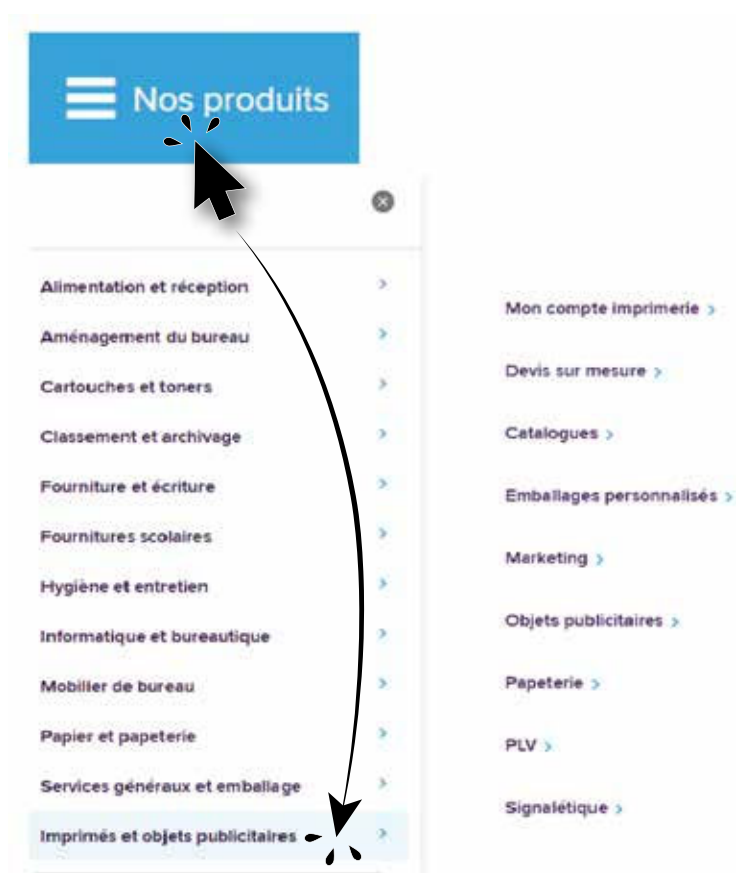 Nos produits
Alimentation et réception
Aménagement du bureau
Cartouches et toners
Classement et archivage
Fourniture et écriture
Fournitures scolaires
Hygiène et entretien
Informatique et bureautique
Mobilier de bureau
Papier et papeterie
Services généraux et emballage
Imprimés et objets publicitaires
Mon compte imprimerie
Devis sur mesure
Catalogues
Emballages personnalisés
Marketing
Objets publicitaires
Papeterie
PLV
Signalétique